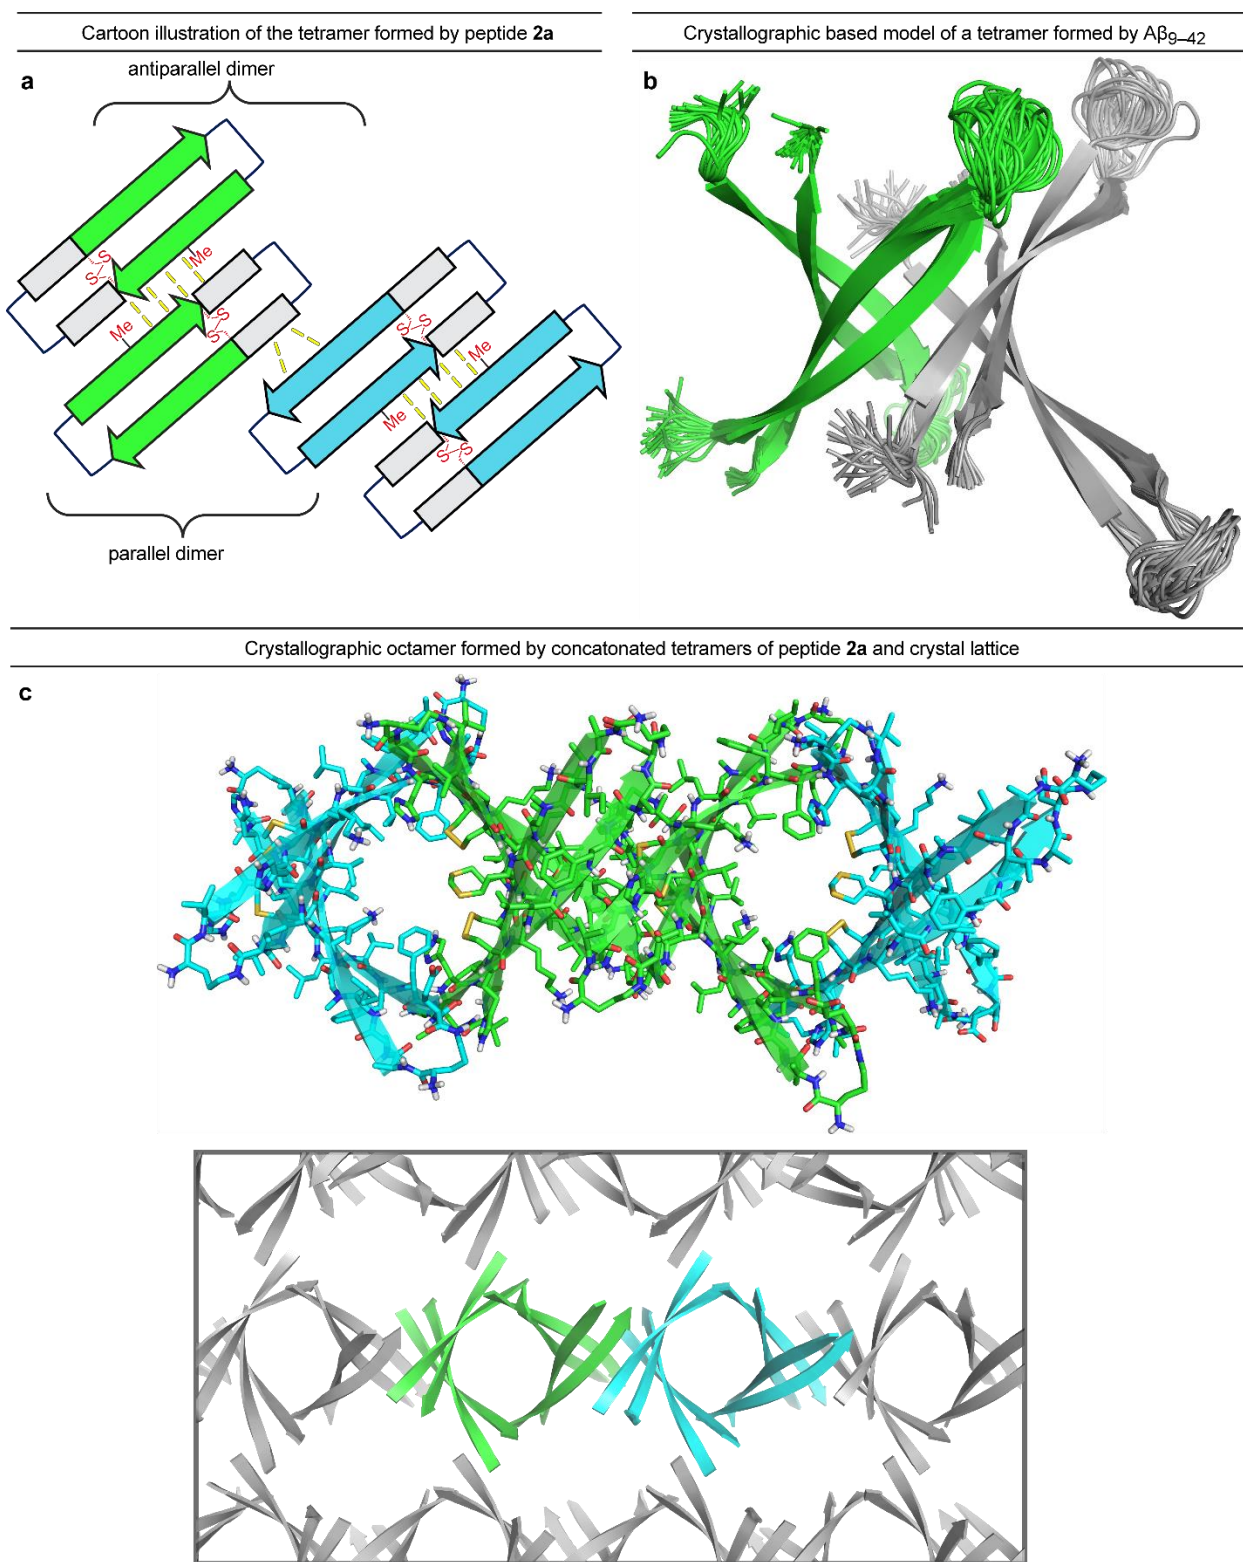 Cartoon illustration of the tetramer formed by peptide 2a
Crystallographic based model of a tetramer formed by Aβ9–42
a
antiparallel dimer
b
S
S
Me
Me
S
S
S
S
Me
Me
S
S
parallel dimer
Crystallographic octamer formed by concatonated tetramers of peptide 2a and crystal lattice
c